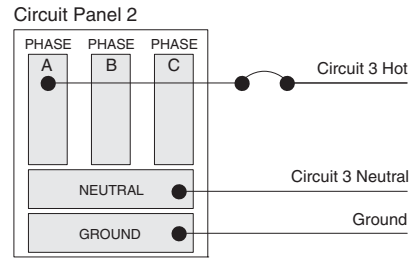 Circuit Panel 2
PHASE PHASE PHASE
A B C
Circuit 3 Hot
NEUTRAL
Circuit 3 Neutral
GROUND
Ground